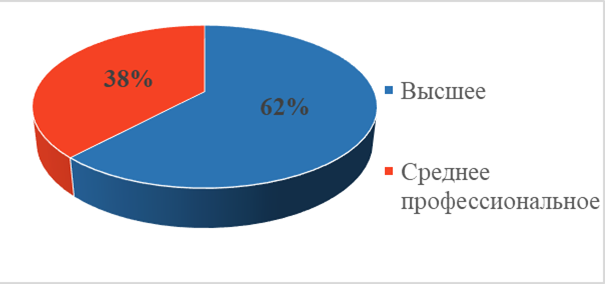 38%
62%
Высшее
Среднее
профессиональное